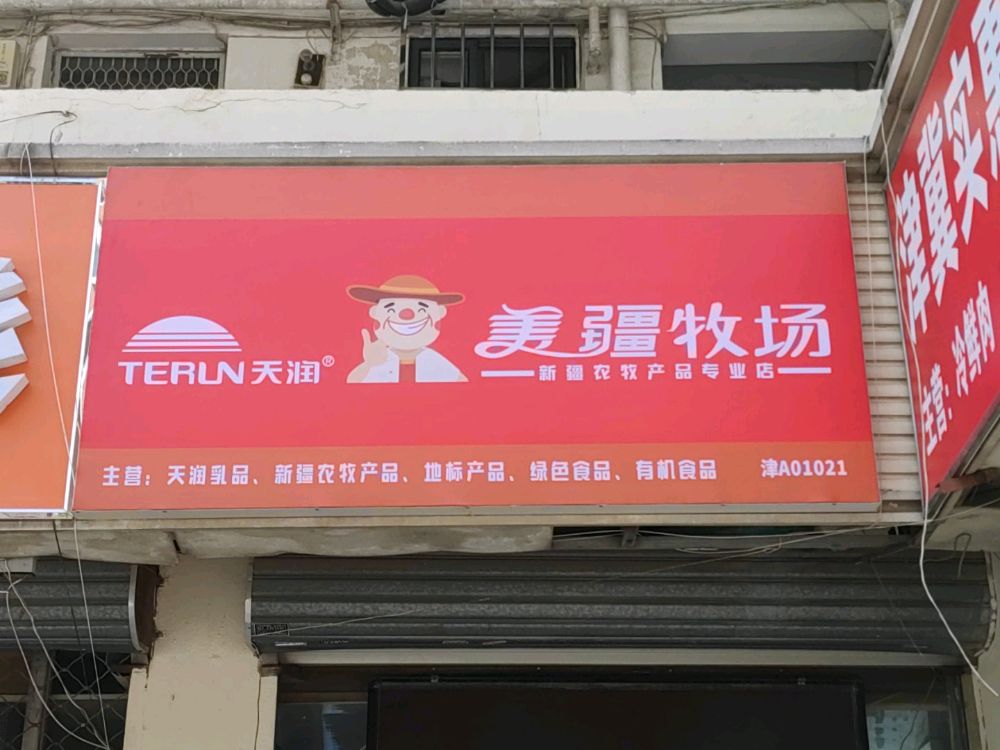 TERUN天润®
美疆牧场
新疆农牧产品专业店
主营：天润乳品、新疆农牧产品、地标产品、绿色食品、有机食品 津A01021
津冀实惠
主营：冷鲜肉